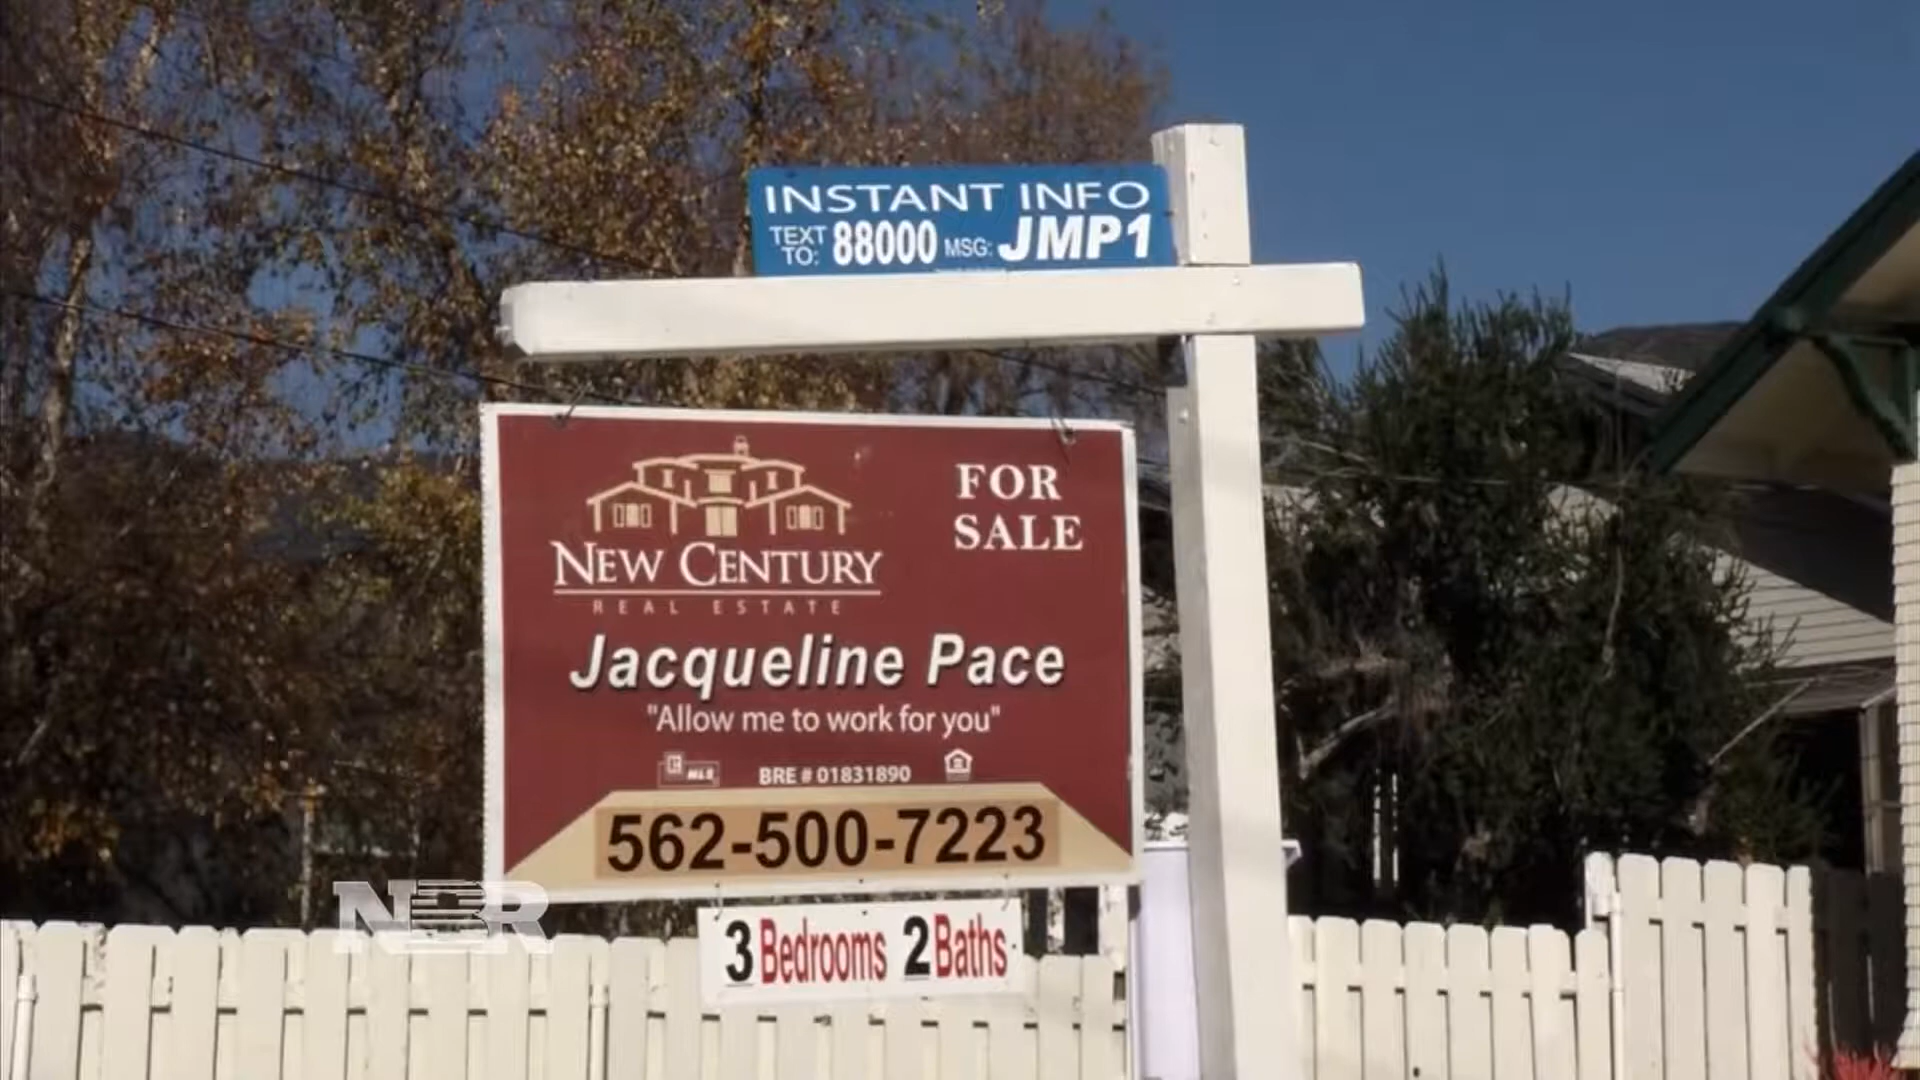 INSTANT INFO
TEXT TO: 88000 MSG: JMP1
FOR
SALE
NEW CENTURY
REAL ESTATE
Jacqueline Pace
"Allow me to work for you"
R MLS BRE # 01831890
562-500-7223
NBR
3 Bedrooms 2 Baths